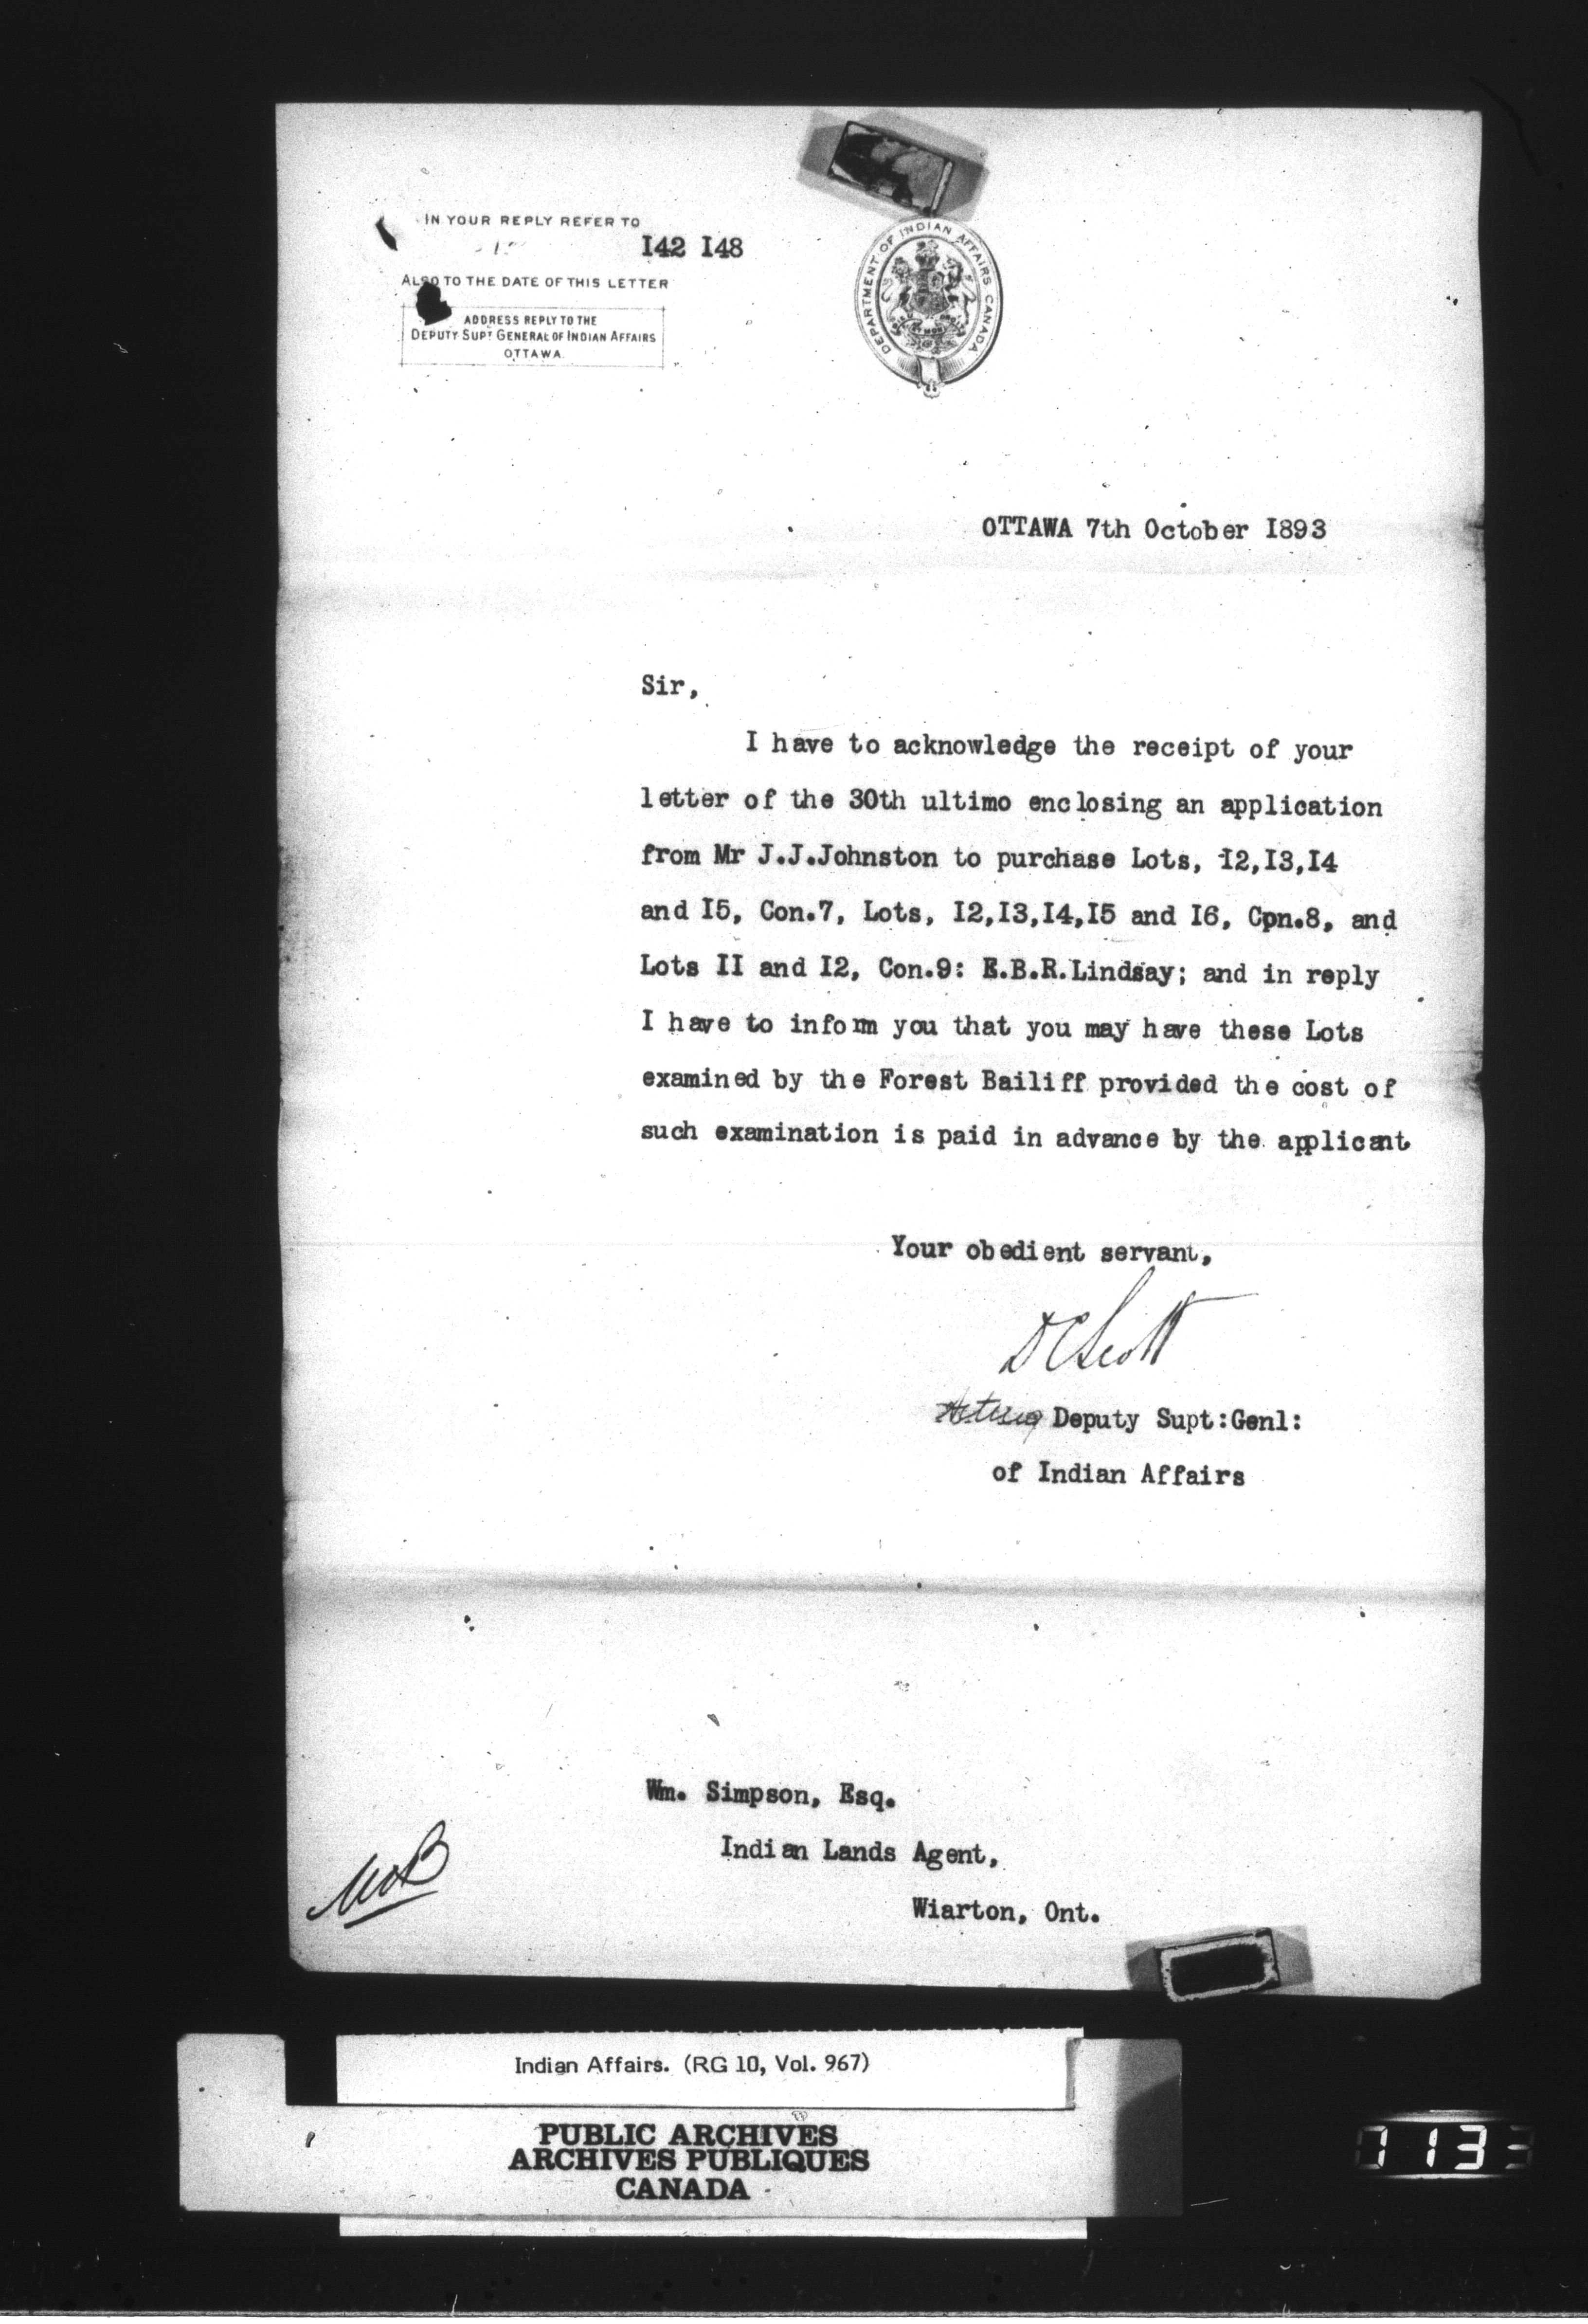 IN YOUR REPLY REFER TO
I42 I48
ALSO TO THE DATE OF THIS LETTER
ADDRESS REPLY TO THE
DEPUTY SUPT GENERAL OF INDIAN AFFAIRS
OTTAWA.
DEPARTMENT OF INDIAN AFFAIRS CANADA
OTTAWA 7th October I893
Sir,
I have to acknowledge the receipt of your
letter of the 30th ultimo enclosing an application
from Mr J.J.Johnston to purchase Lots, I2,I3,I4
and I5, Con.7, Lots, I2,I3,I4,I5 and I6, Con.8, and
Lots II and I2, Con.9: E.B.R.Lindsay; and in reply
I have to inform you that you may have these Lots
examined by the Forest Bailiff provided the cost of
such examination is paid in advance by the applicant
Your obedient servant,
D C Scott
Acting Deputy Supt:Genl:
of Indian Affairs
Wm. Simpson, Esq.
Indian Lands Agent,
Wiarton, Ont.
Indian Affairs. (RG 10, Vol. 967)
PUBLIC ARCHIVES
ARCHIVES PUBLIQUES
CANADA